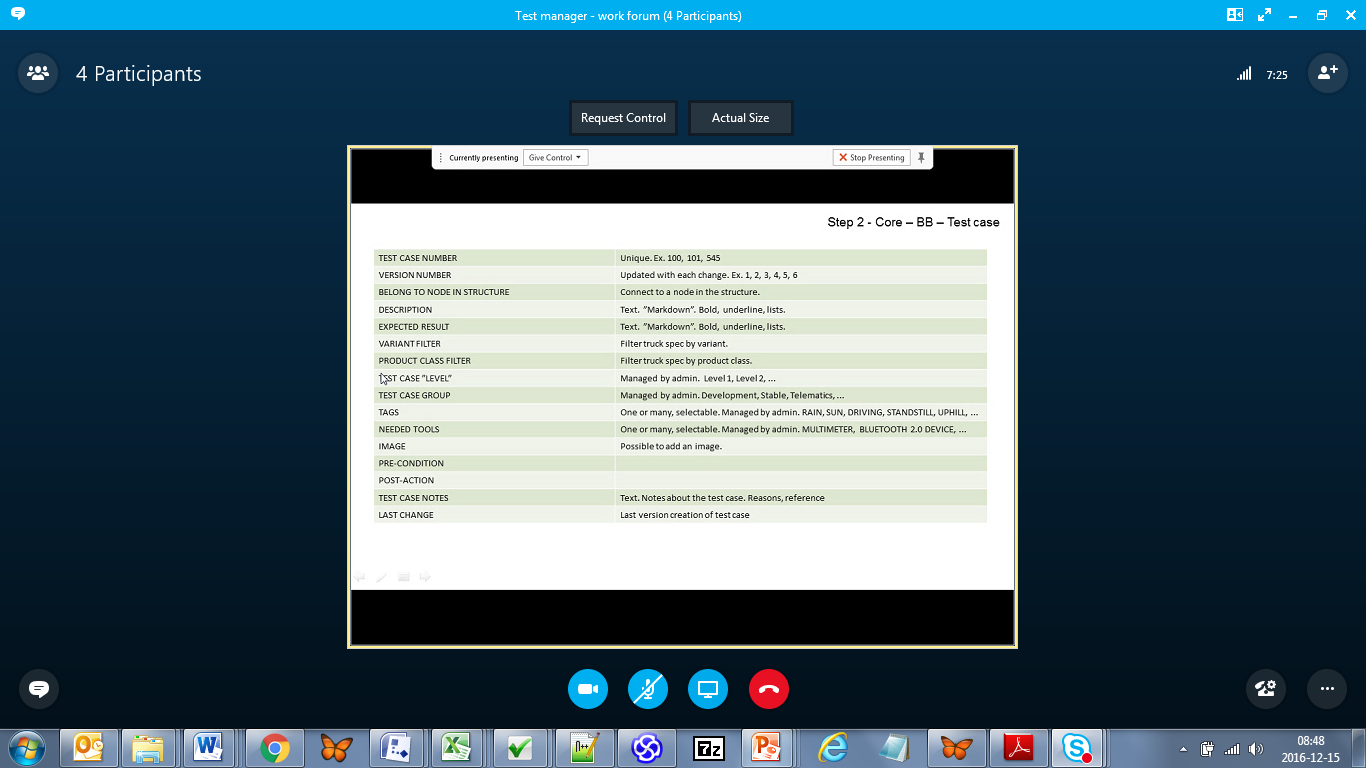 Test manager - work forum (4 Participants)
4 Participants
7:25
Request Control
Actual Size
Currently presenting
Give Control
Stop Presenting
Step 2 - Core – BB – Test case
TEST CASE NUMBER Unique. Ex. 100, 101, 545
VERSION NUMBER Updated with each change. Ex. 1, 2, 3, 4, 5, 6
BELONG TO NODE IN STRUCTURE Connect to a node in the structure.
DESCRIPTION Text. ”Markdown”. Bold, underline, lists.
EXPECTED RESULT Text. ”Markdown”. Bold, underline, lists.
VARIANT FILTER Filter truck spec by variant.
PRODUCT CLASS FILTER Filter truck spec by product class.
TEST CASE ”LEVEL” Managed by admin. Level 1, Level 2, ...
TEST CASE GROUP Managed by admin. Development, Stable, Telematics, ...
TAGS One or many, selectable. Managed by admin. RAIN, SUN, DRIVING, STANDSTILL, UPHILL, ...
NEEDED TOOLS One or many, selectable. Managed by admin. MULTIMETER, BLUETOOTH 2.0 DEVICE, ...
IMAGE Possible to add an image.
PRE-CONDITION
POST-ACTION
TEST CASE NOTES Text. Notes about the test case. Reasons, reference
LAST CHANGE Last version creation of test case
7z
08:48
2016-12-15